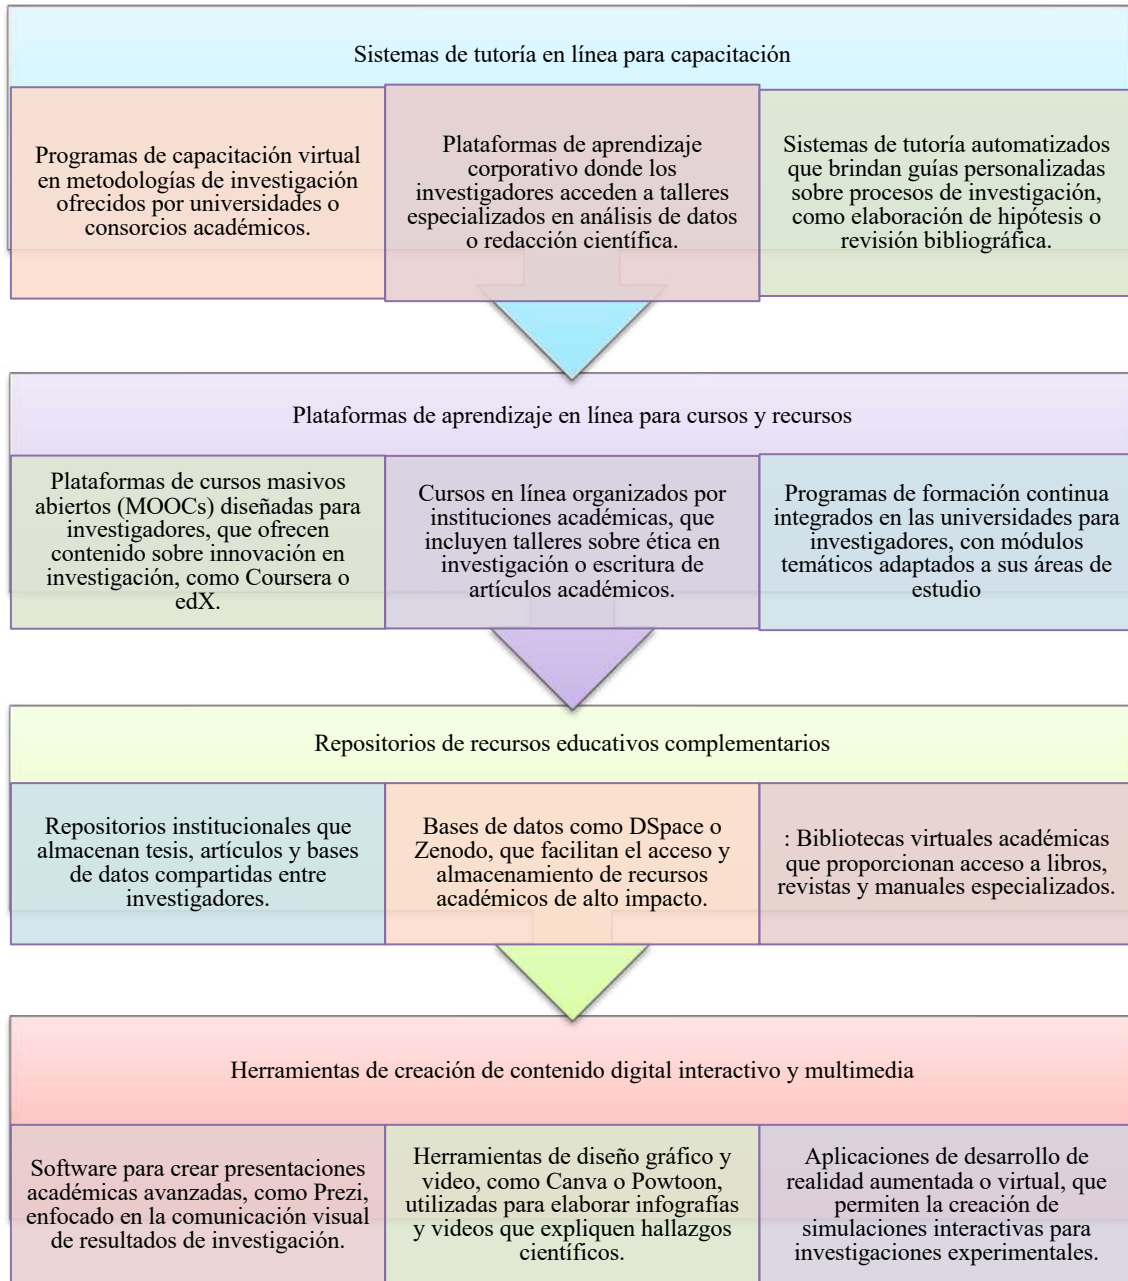 Sistemas de tutoría en línea para capacitación
Programas de capacitación virtual
en metodologías de investigación
ofrecidos por universidades o
consorcios académicos.
Plataformas de aprendizaje
corporativo donde los
investigadores acceden a talleres
especializados en análisis de datos
o redacción científica.
Sistemas de tutoría automatizados
que brindan guías personalizadas
sobre procesos de investigación,
como elaboración de hipótesis o
revisión bibliográfica.
Plataformas de aprendizaje en línea para cursos y recursos
Plataformas de cursos masivos
abiertos (MOOCs) diseñadas para
investigadores, que ofrecen
contenido sobre innovación en
investigación, como Coursera o
edX.
Cursos en línea organizados por
instituciones académicas, que
incluyen talleres sobre ética en
investigación o escritura de
artículos académicos.
Programas de formación continua
integrados en las universidades para
investigadores, con módulos
temáticos adaptados a sus áreas de
estudio
Repositorios de recursos educativos complementarios
Repositorios institucionales que
almacenan tesis, artículos y bases
de datos compartidas entre
investigadores.
Bases de datos como DSpace o
Zenodo, que facilitan el acceso y
almacenamiento de recursos
académicos de alto impacto.
: Bibliotecas virtuales académicas
que proporcionan acceso a libros,
revistas y manuales especializados.
Herramientas de creación de contenido digital interactivo y multimedia
Software para crear presentaciones
académicas avanzadas, como Prezi,
enfocado en la comunicación visual
de resultados de investigación.
Herramientas de diseño gráfico y
video, como Canva o Powtoon,
utilizadas para elaborar infografías
y videos que expliquen hallazgos
científicos.
Aplicaciones de desarrollo de
realidad aumentada o virtual, que
permiten la creación de
simulaciones interactivas para
investigaciones experimentales.